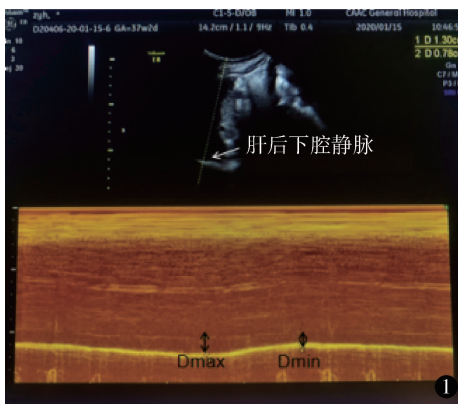 zyh.
C1-5-D/OB
MI 1.0
CAAC General Hospital
D20406-20-01-15-6 GA=37w2d
14.2cm / 1.1 / 9Hz
TIb 0.4
2020/01/15
10:46:5
1 D 1.30c
2 D 0.78c
肝后下腔静脉
Dmax
Dmin
1